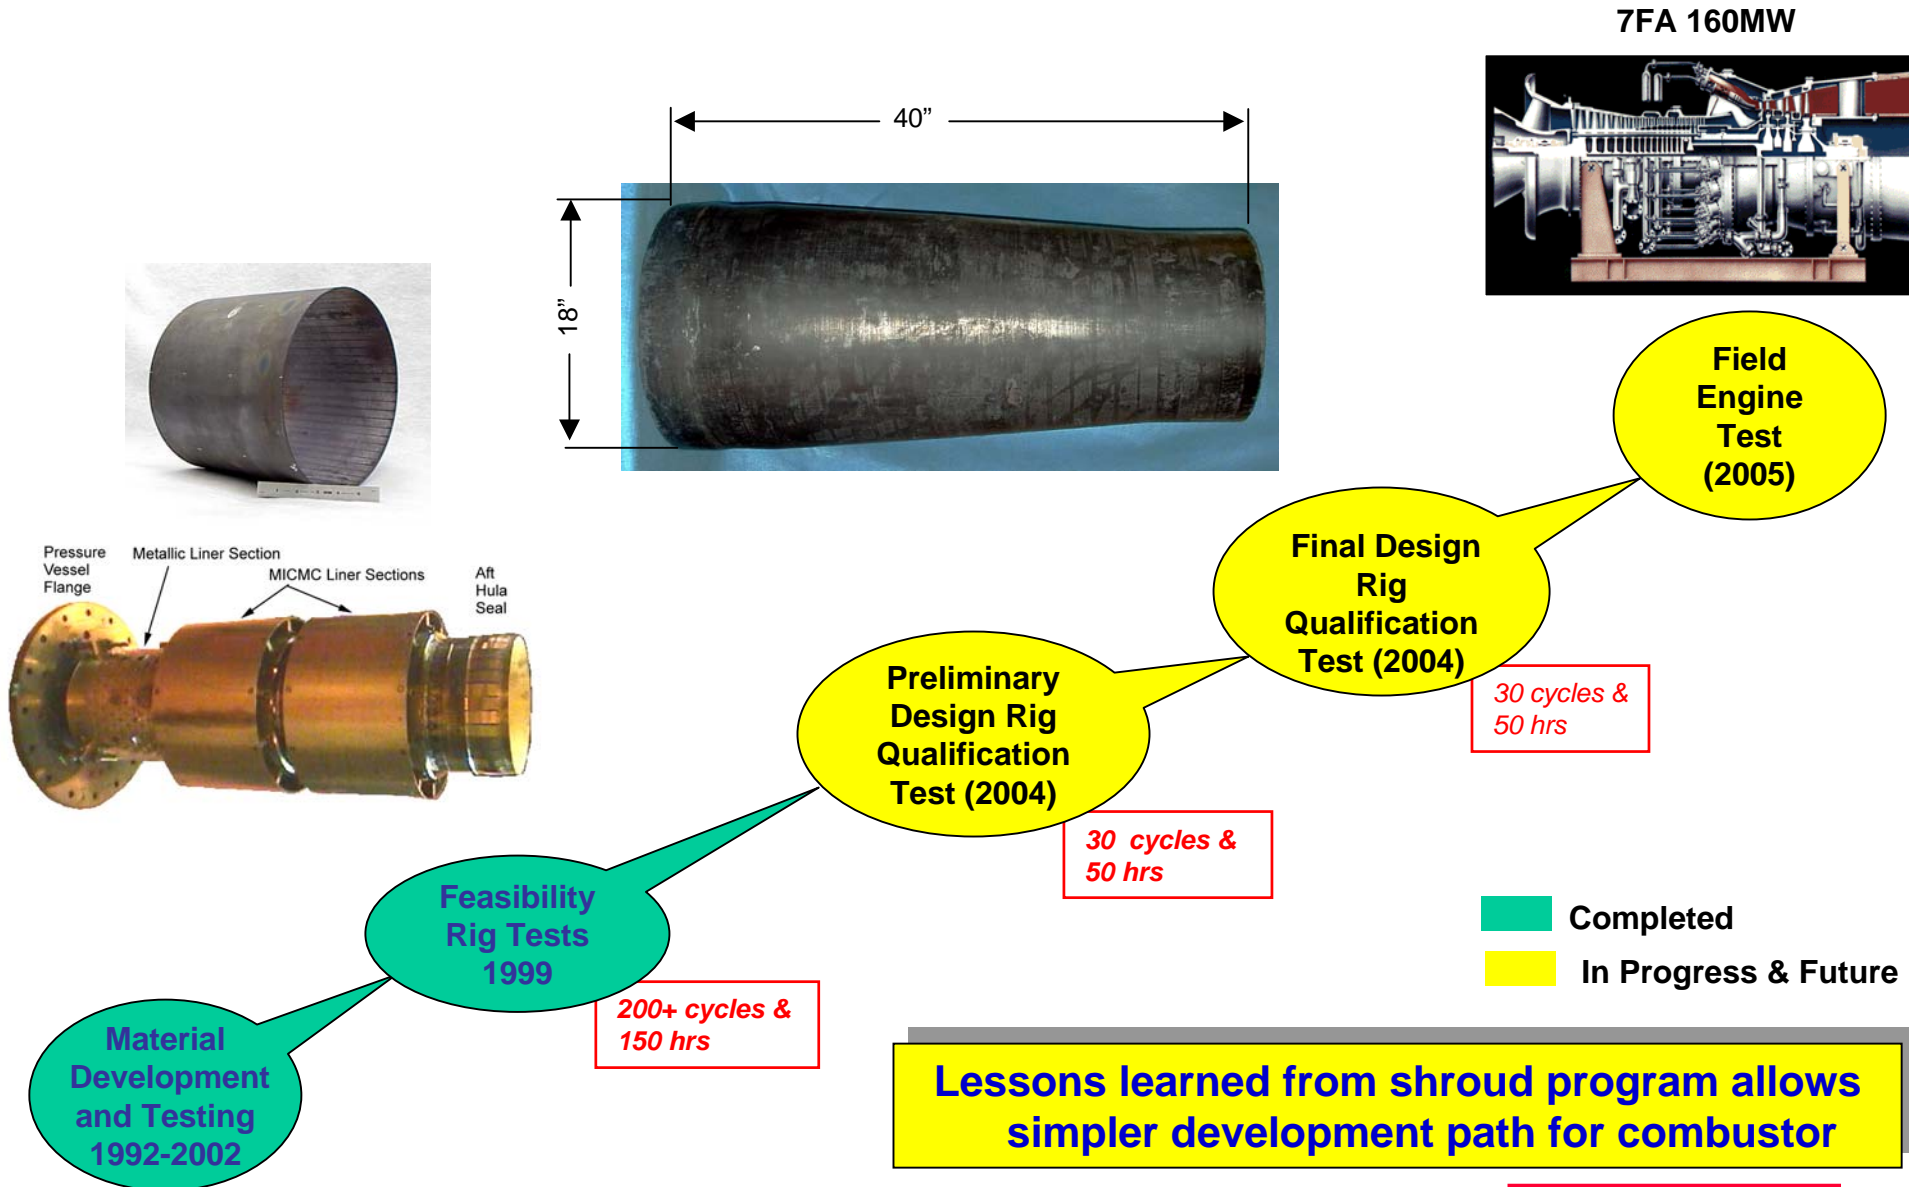 7FA 160MW
40”
18”
Pressure
Vessel
Flange
Metallic Liner Section
MICMC Liner Sections
Aft
Hula
Seal
Field
Engine
Test
(2005)
Final Design
Rig
Qualification
Test (2004)
30 cycles &
50 hrs
Preliminary
Design Rig
Qualification
Test (2004)
30 cycles &
50 hrs
Feasibility
Rig Tests
1999
200+ cycles &
150 hrs
Material
Development
and Testing
1992-2002
Completed
In Progress & Future
Lessons learned from shroud program allows
simpler development path for combustor